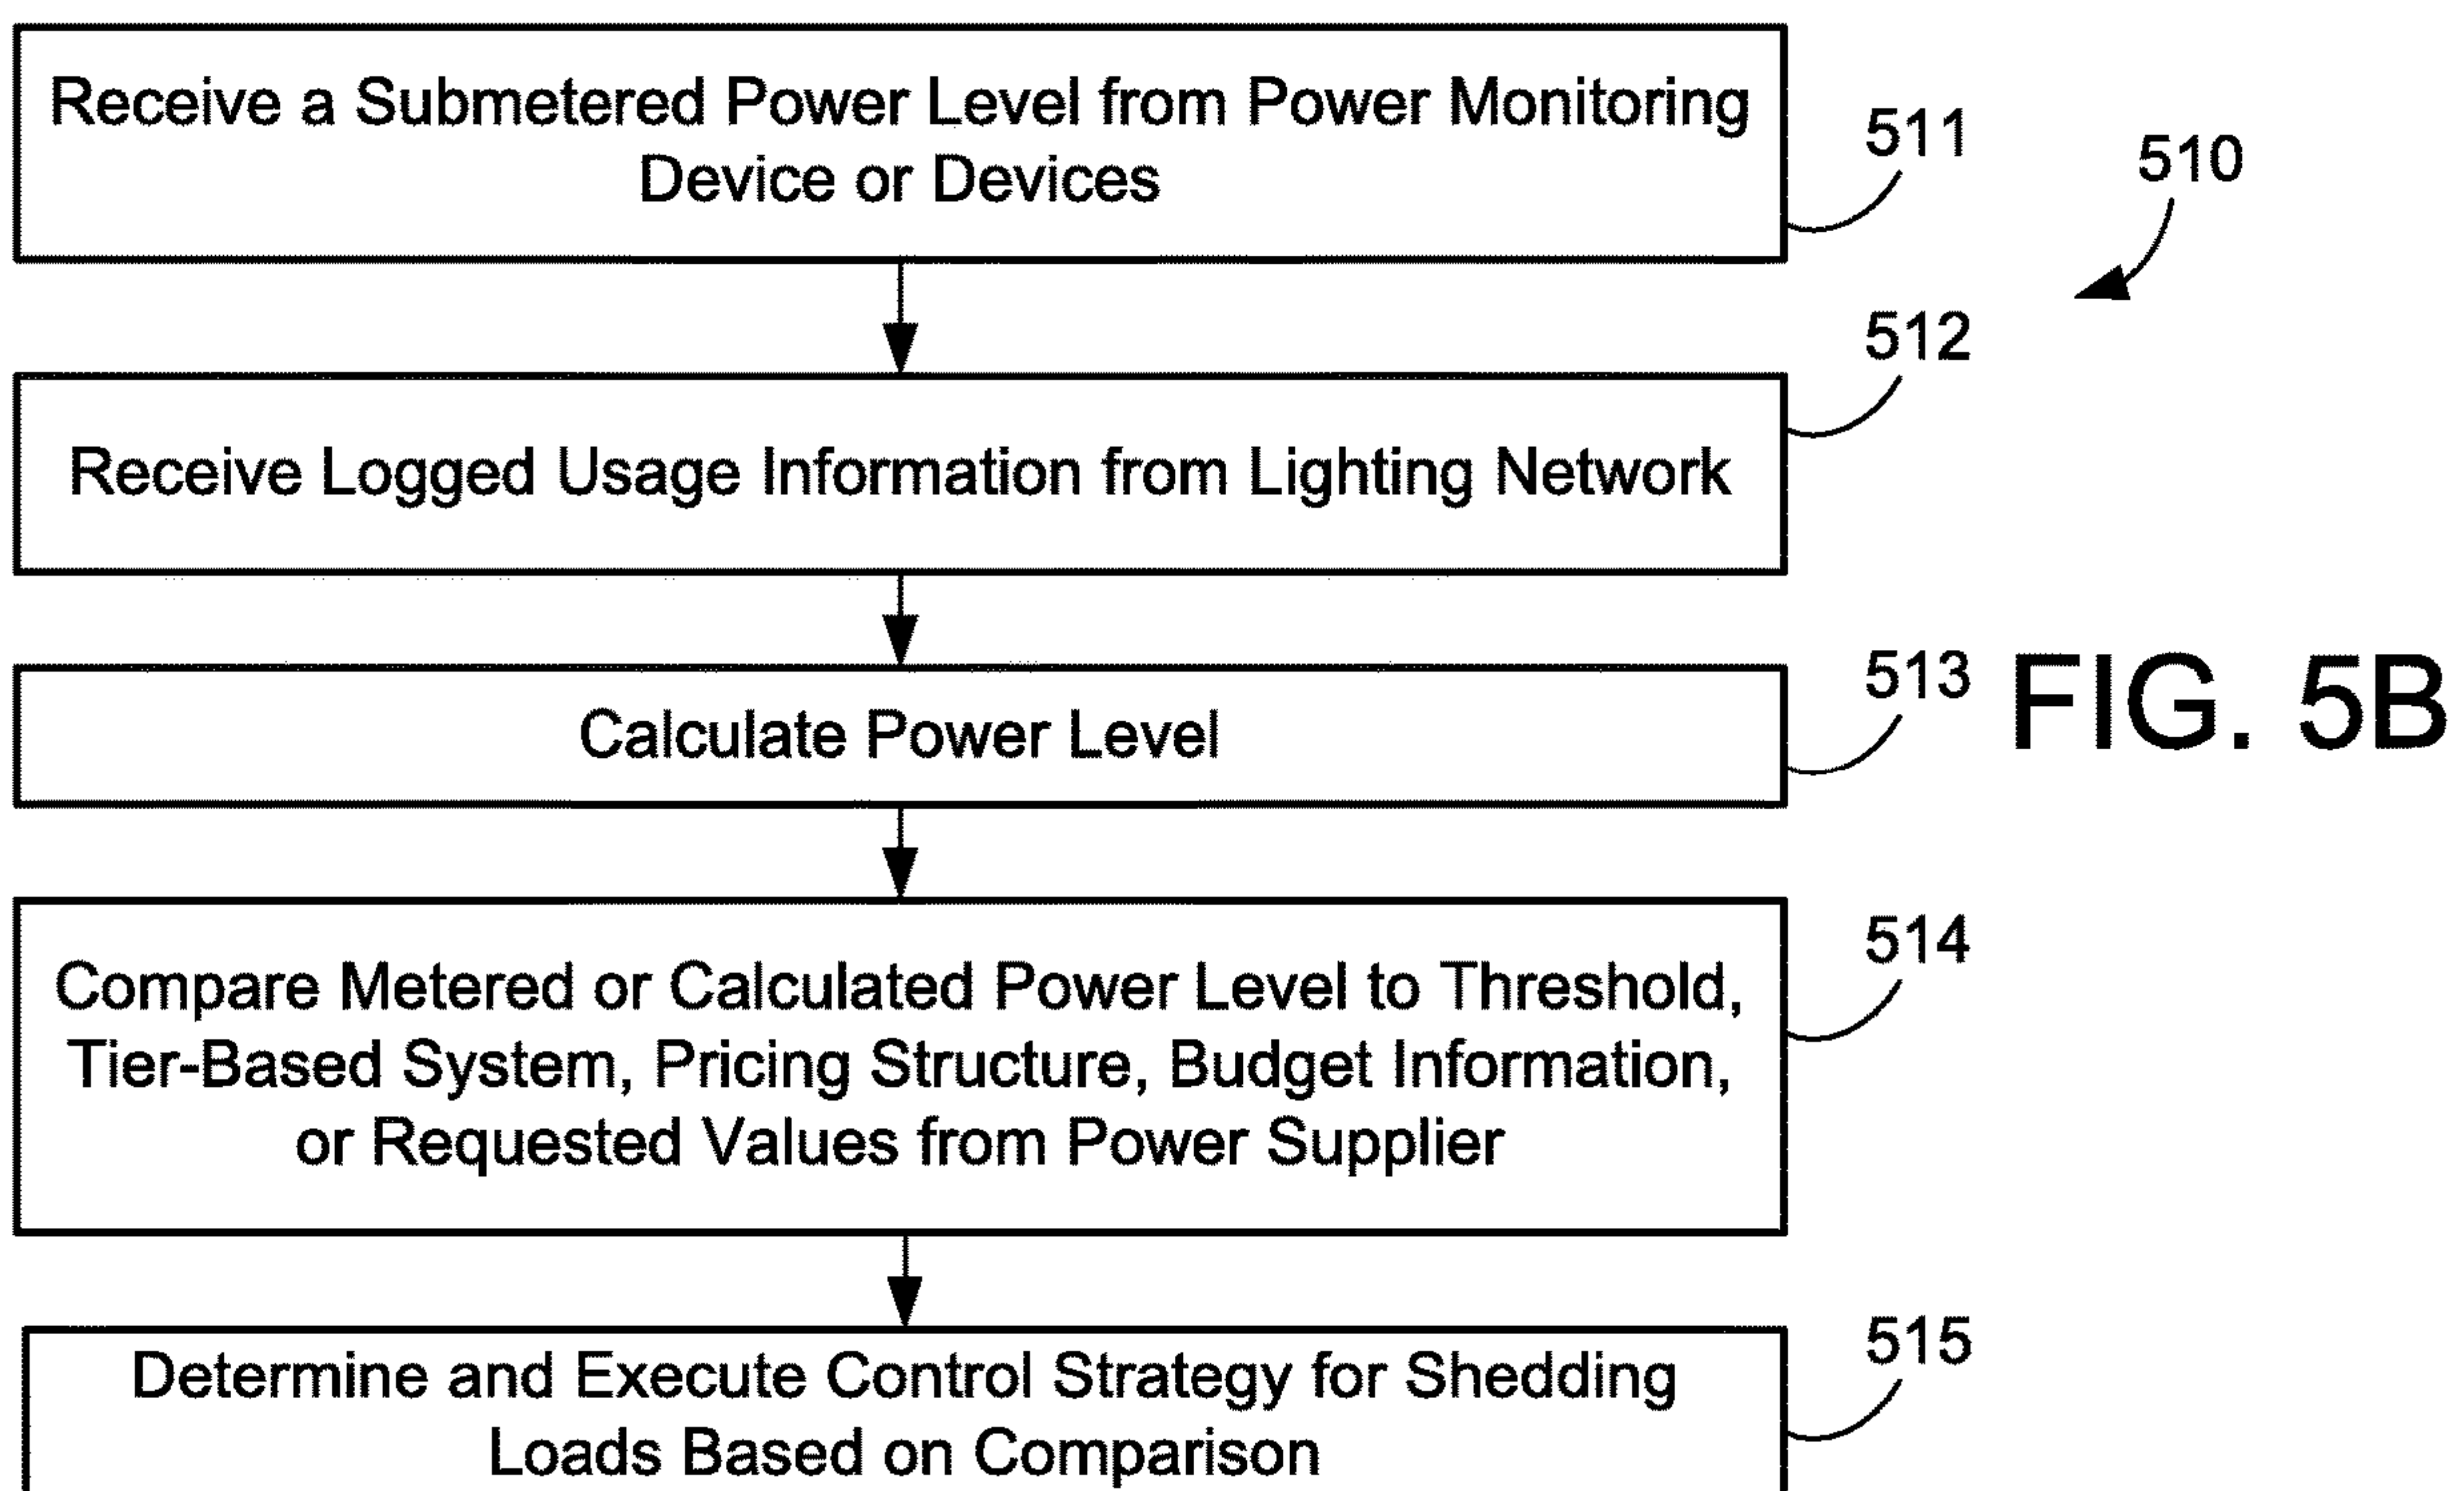 Receive a Submetered Power Level from Power Monitoring
Device or Devices
511
510
512
Receive Logged Usage Information from Lighting Network
513
FIG. 5B
Calculate Power Level
514
Compare Metered or Calculated Power Level to Threshold,
Tier-Based System, Pricing Structure, Budget Information,
or Requested Values from Power Supplier
515
Determine and Execute Control Strategy for Shedding
Loads Based on Comparison